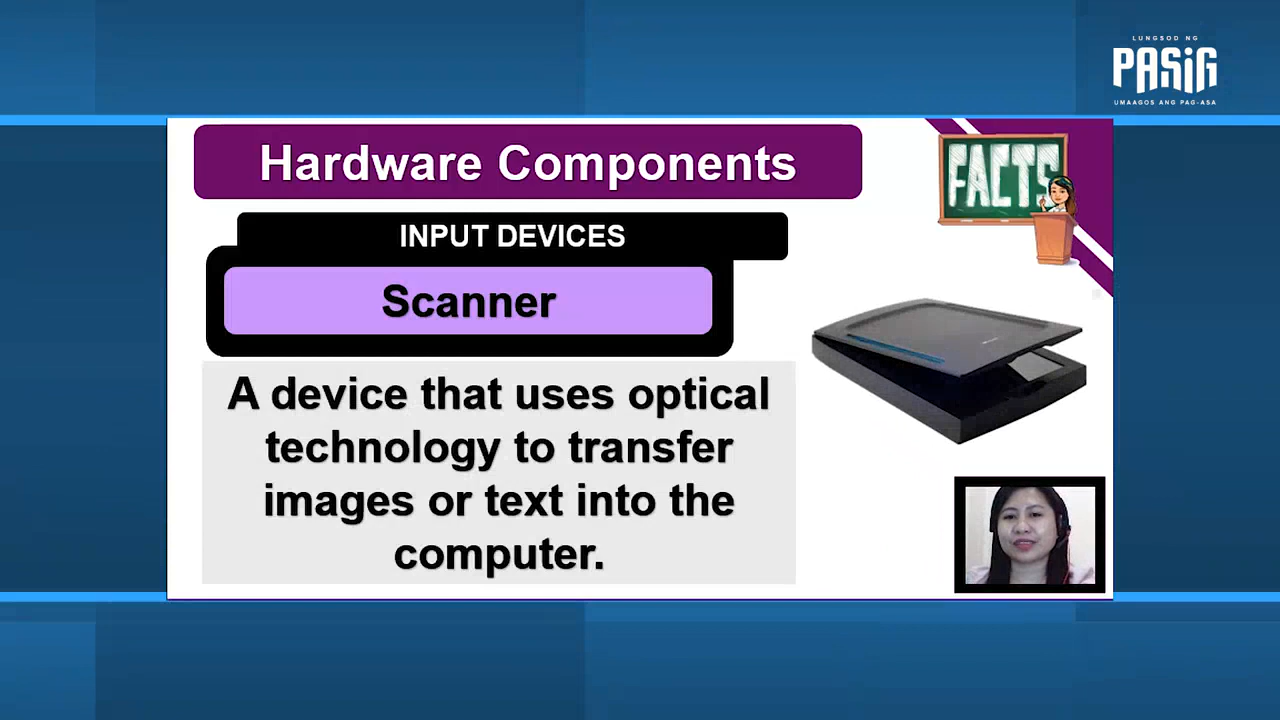 LUNGSOD NG
PASiG
UMAAGOS ANG PAG-ASA
Hardware Components
FACTS
INPUT DEVICES
Scanner
A device that uses optical
technology to transfer
images or text into the
computer.